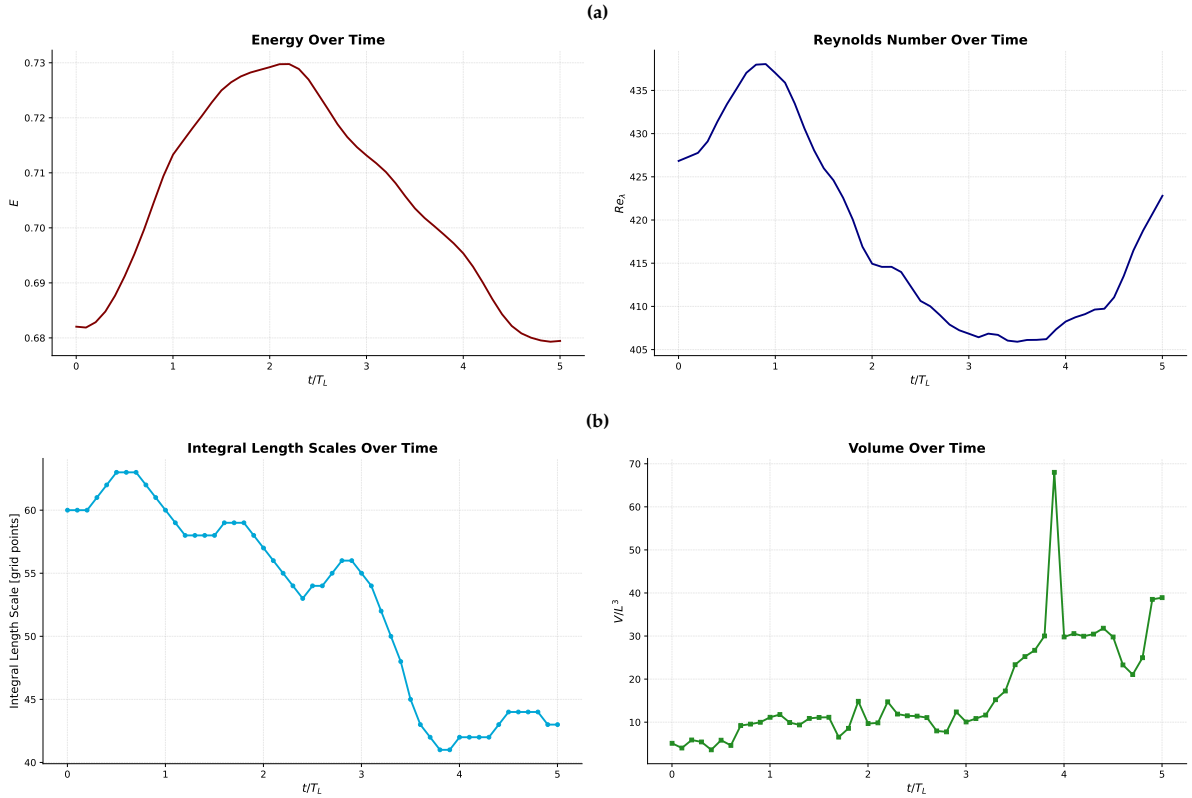 (a)
Energy Over Time
0.73
0.72
0.71
0.70
0.69
0.68
E
0 1 2 3 4 5
t/T_L
Reynolds Number Over Time
435
430
425
420
415
410
405
Re_λ
0 1 2 3 4 5
t/T_L
(b)
Integral Length Scales Over Time
60
55
50
45
40
Integral Length Scale [grid points]
0 1 2 3 4 5
t/T_L
Volume Over Time
70
60
50
40
30
20
10
V/L³
0 1 2 3 4 5
t/T_L